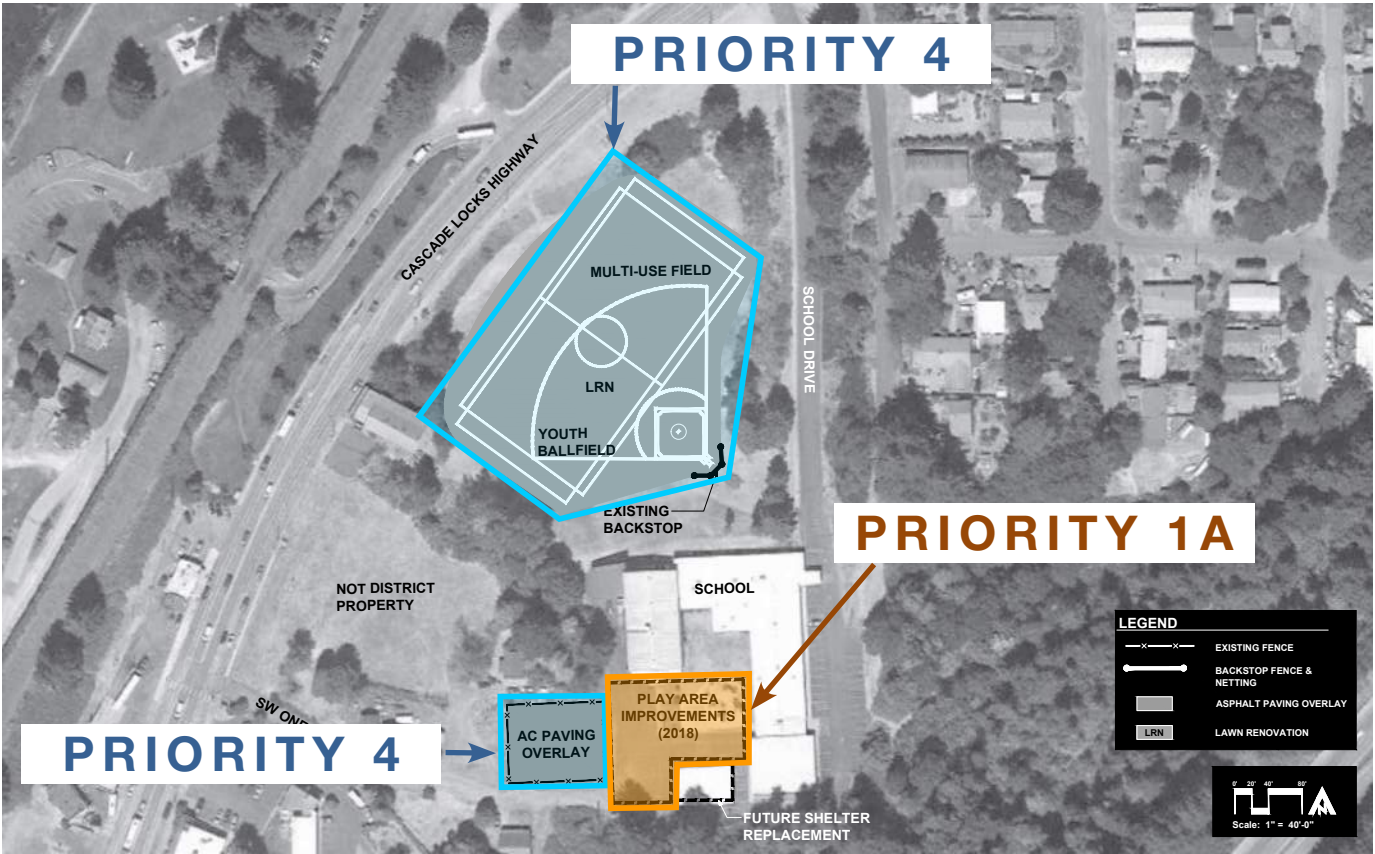 PRIORITY 4
CASCADE LOCKS HIGHWAY
MULTI-USE FIELD
SCHOOL DRIVE
LRN
YOUTH
BALLFIELD
EXISTING
BACKSTOP
PRIORITY 1A
NOT DISTRICT
PROPERTY
SCHOOL
LEGEND
EXISTING FENCE
BACKSTOP FENCE &
NETTING
ASPHALT PAVING OVERLAY
LRN LAWN RENOVATION
PLAY AREA
IMPROVEMENTS
(2018)
SW
PRIORITY 4
AC PAVING
OVERLAY
FUTURE SHELTER
REPLACEMENT
0' 20' 40' 80'
Scale: 1" = 40'-0"